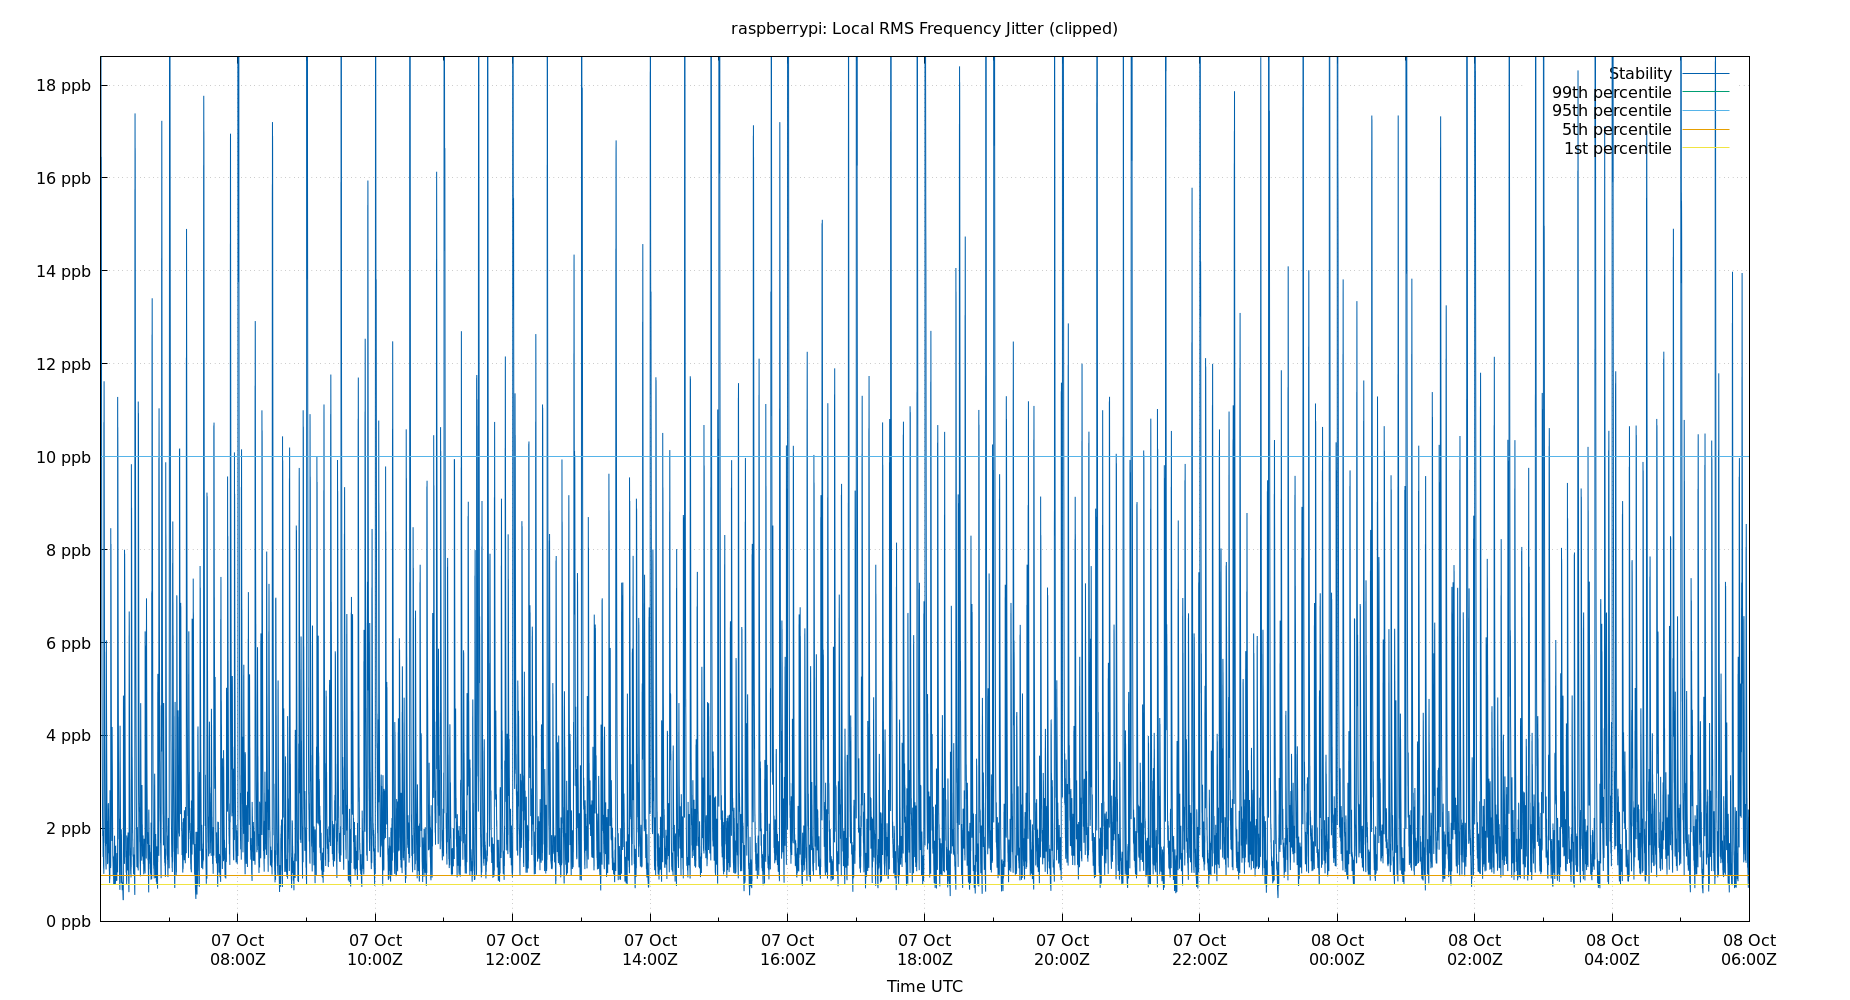 raspberrypi: Local RMS Frequency Jitter (clipped)
18 ppb
16 ppb
14 ppb
12 ppb
10 ppb
8 ppb
6 ppb
4 ppb
2 ppb
0 ppb
Stability
99th percentile
95th percentile
5th percentile
1st percentile
07 Oct 07 Oct 07 Oct 07 Oct 07 Oct 07 Oct 07 Oct 07 Oct 08 Oct 08 Oct 08 Oct 08 Oct
08:00Z 10:00Z 12:00Z 14:00Z 16:00Z 18:00Z 20:00Z 22:00Z 00:00Z 02:00Z 04:00Z 06:00Z
Time UTC